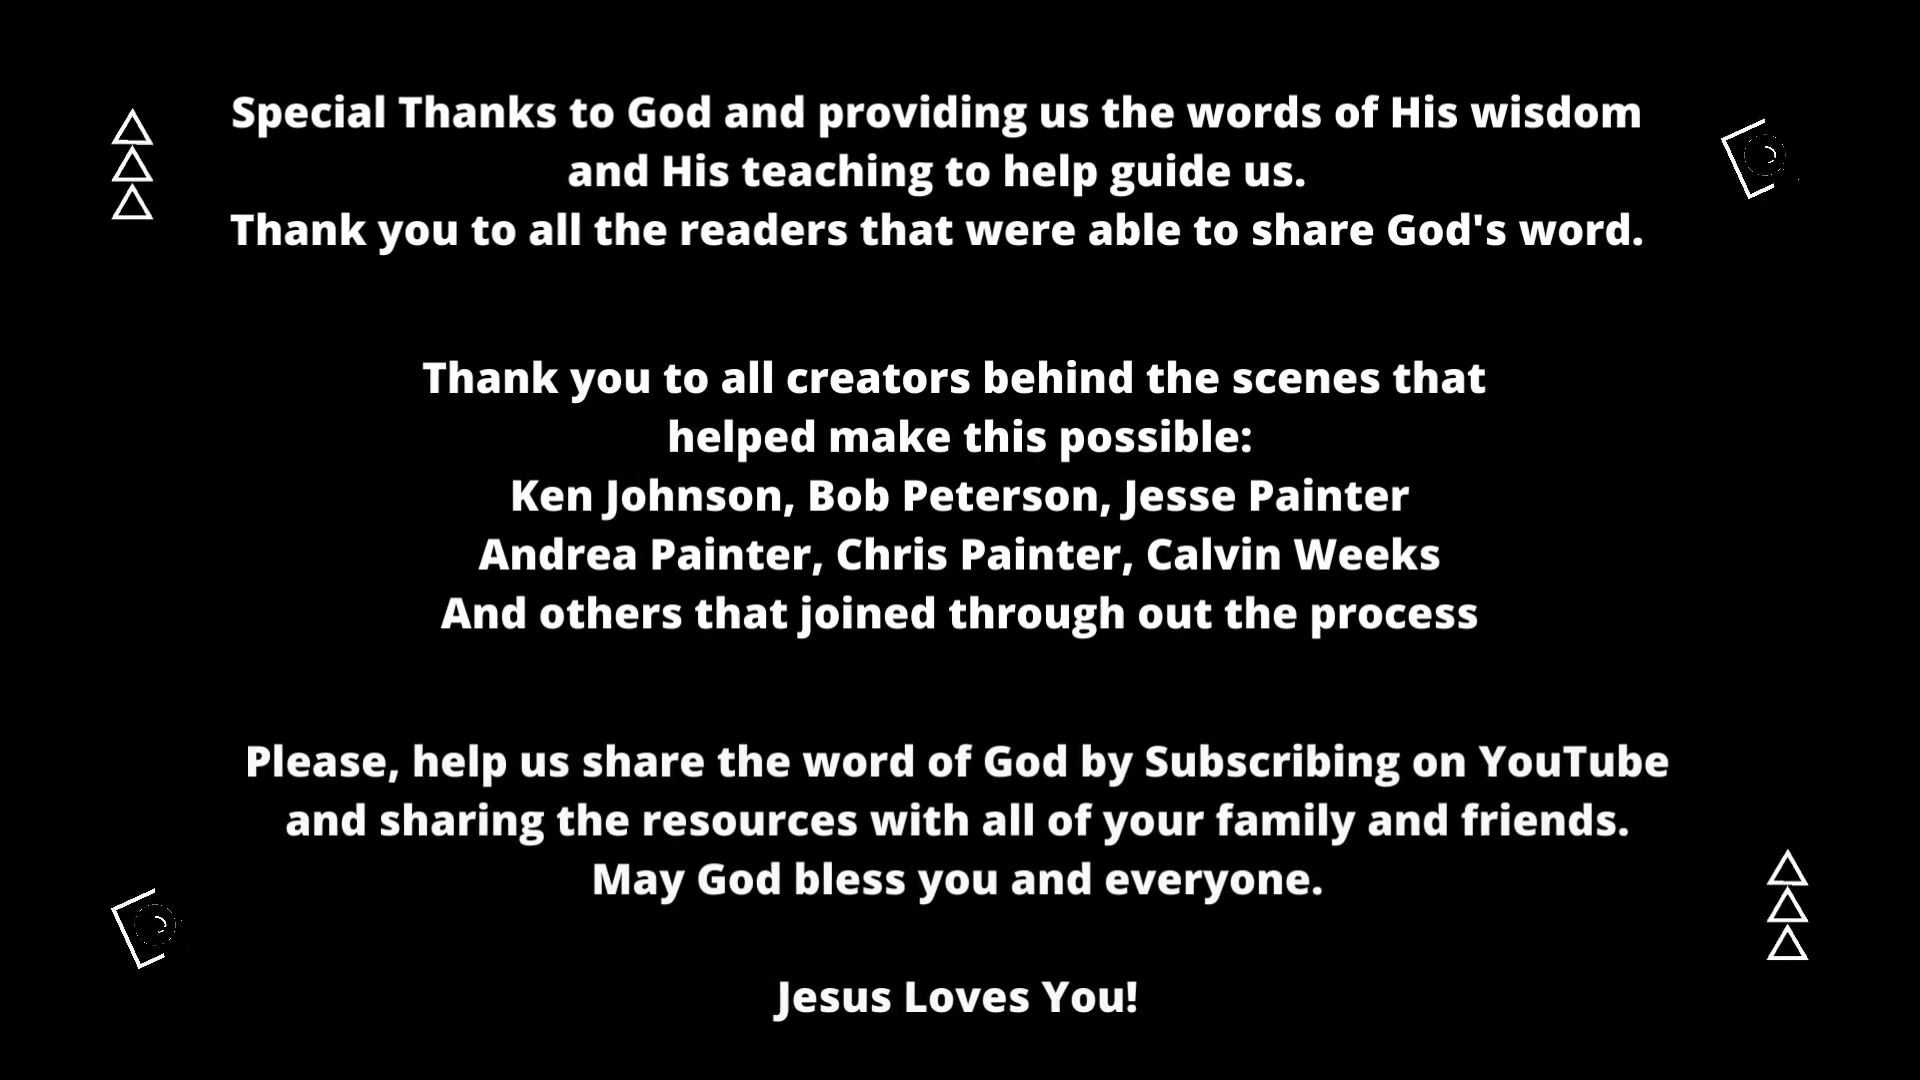 Special Thanks to God and providing us the words of His wisdom
and His teaching to help guide us.
Thank you to all the readers that were able to share God's word.
Thank you to all creators behind the scenes that
helped make this possible:
Ken Johnson, Bob Peterson, Jesse Painter
Andrea Painter, Chris Painter, Calvin Weeks
And others that joined through out the process
Please, help us share the word of God by Subscribing on YouTube
and sharing the resources with all of your family and friends.
May God bless you and everyone.
Jesus Loves You!